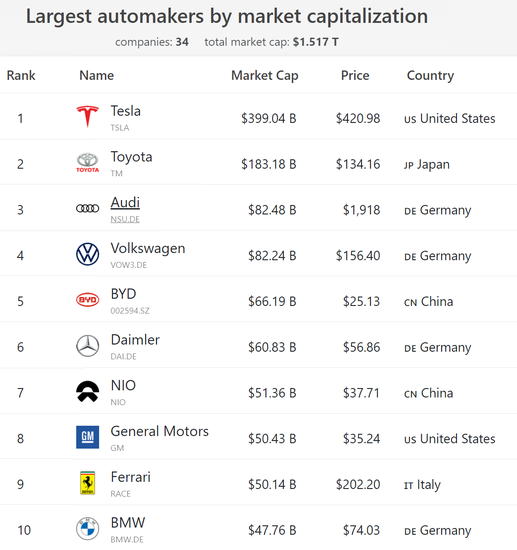 Largest automakers by market capitalization
companies: 34 total market cap: $1.517 T
Rank Name Market Cap Price Country
1 Tesla $399.04 B $420.98 US United States
TSLA
2 TOYOTA Toyota $183.18 B $134.16 JP Japan
TM
3 Audi $82.48 B $1,918 DE Germany
NSU.DE
4 Volkswagen $82.24 B $156.40 DE Germany
VOW3.DE
5 BYD BYD $66.19 B $25.13 CN China
002594.SZ
6 Daimler $60.83 B $56.86 DE Germany
DAI.DE
7 NIO $51.36 B $37.71 CN China
NIO
8 GM General Motors $50.43 B $35.24 US United States
GM
9 Ferrari $50.14 B $202.20 IT Italy
RACE
10 BMW $47.76 B $74.03 DE Germany
BMW.DE